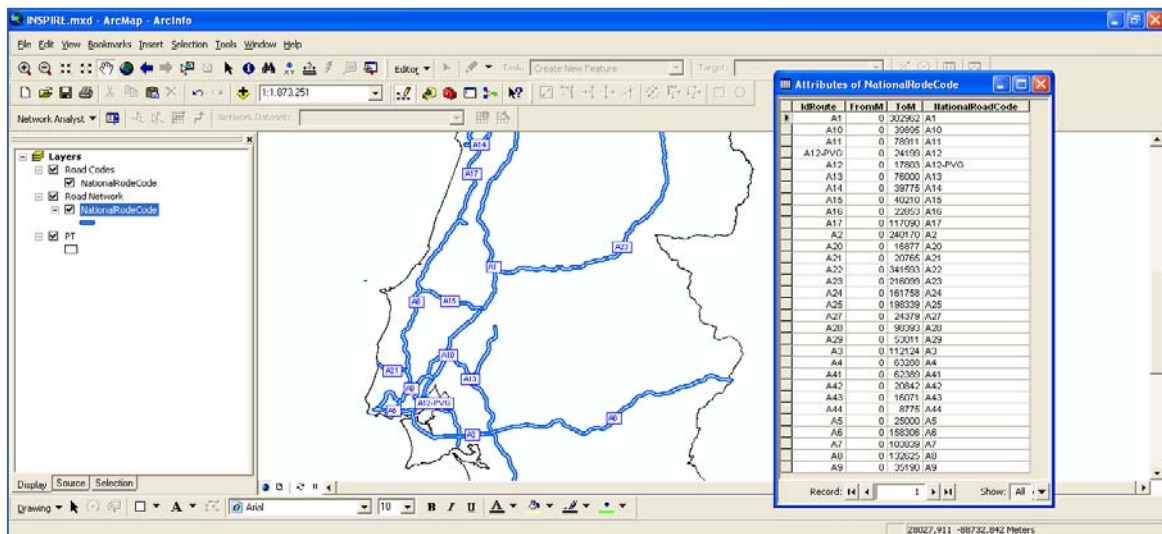 INSPIRE.mxd - ArcMap - ArcInfo
File Edit View Bookmarks Insert Selection Tools Window Help
Editor Task: Create New Feature Target:
1:1.873.251
Network Analyst Network Dataset:
Layers
Road Codes
NationalRodeCode
Road Network
NationalRodeCode
PT
Display Source Selection
A14
A17
A23
A1
A8
A15
A10
A21
A13
A9
A5
A12-PVG
A6
A2
Attributes of NationalRodeCode
IdRoute FromM ToM NationalRoadCode
A1 0 302962 A1
A10 0 39895 A10
A11 0 78911 A11
A12-PVG 0 24199 A12
A12 0 17803 A12-PVG
A13 0 76000 A13
A14 0 39775 A14
A15 0 40210 A15
A16 0 22853 A16
A17 0 117090 A17
A2 0 240170 A2
A20 0 16877 A20
A21 0 20765 A21
A22 0 341593 A22
A23 0 216099 A23
A24 0 161758 A24
A25 0 198339 A25
A27 0 24379 A27
A28 0 98393 A28
A29 0 53011 A29
A3 0 112124 A3
A4 0 63280 A4
A41 0 62389 A41
A42 0 20842 A42
A43 0 16071 A43
A44 0 8775 A44
A5 0 25000 A5
A6 0 158306 A6
A7 0 103839 A7
A8 0 132625 A8
A9 0 35190 A9
Record: 1 Show: All
Drawing A Arial 10 B I U A
28027,911 -88732,842 Meters